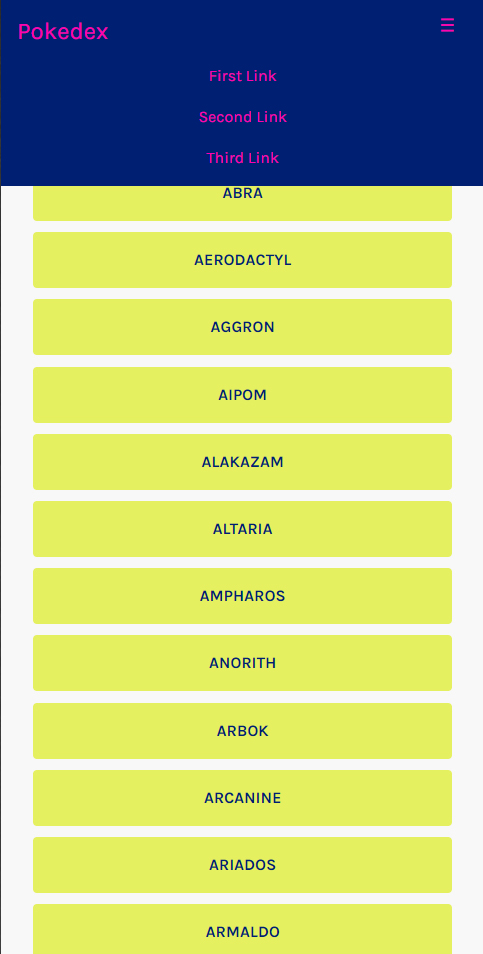 Pokedex
☰
First Link
Second Link
Third Link
ABRA
AERODACTYL
AGGRON
AIPOM
ALAKAZAM
ALTARIA
AMPHAROS
ANORITH
ARBOK
ARCANINE
ARIADOS
ARMALDO